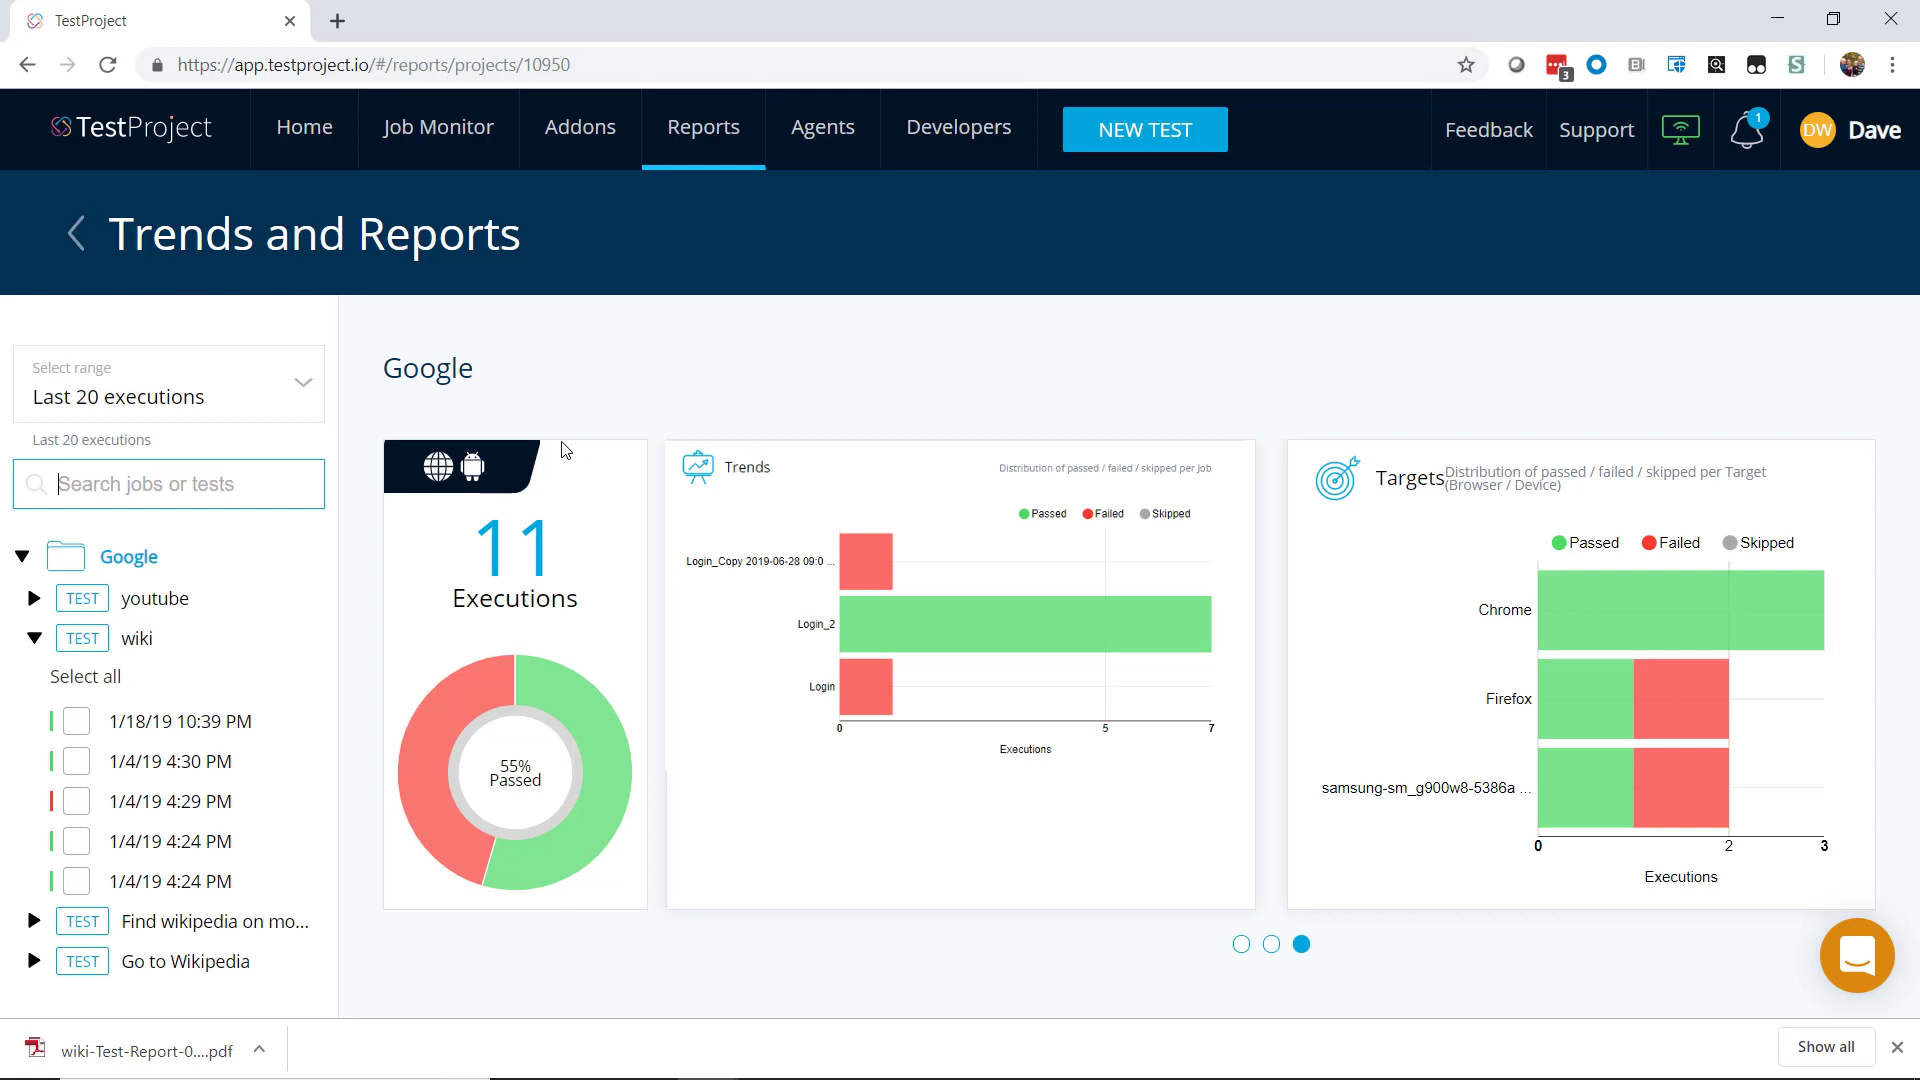 TestProject
https://app.testproject.io/#/reports/projects/10950
3
TestProject
Home
Job Monitor
Addons
Reports
Agents
Developers
NEW TEST
Feedback
Support
1
DW
Dave
Trends and Reports
Select range
Last 20 executions
Last 20 executions
Search jobs or tests
Google
TEST youtube
TEST wiki
Select all
1/18/19 10:39 PM
1/4/19 4:30 PM
1/4/19 4:29 PM
1/4/19 4:24 PM
1/4/19 4:24 PM
TEST Find wikipedia on mo...
TEST Go to Wikipedia
Google
11
Executions
55%
Passed
Trends
Distribution of passed / failed / skipped per Job
Passed Failed Skipped
Login_Copy 2019-06-28 09:0 ...
Login_2
Login
0 5 7
Executions
Targets
Distribution of passed / failed / skipped per Target
(Browser / Device)
Passed Failed Skipped
Chrome
Firefox
samsung-sm_g900w8-5386a ...
0 2 3
Executions
wiki-Test-Report-0....pdf
Show all